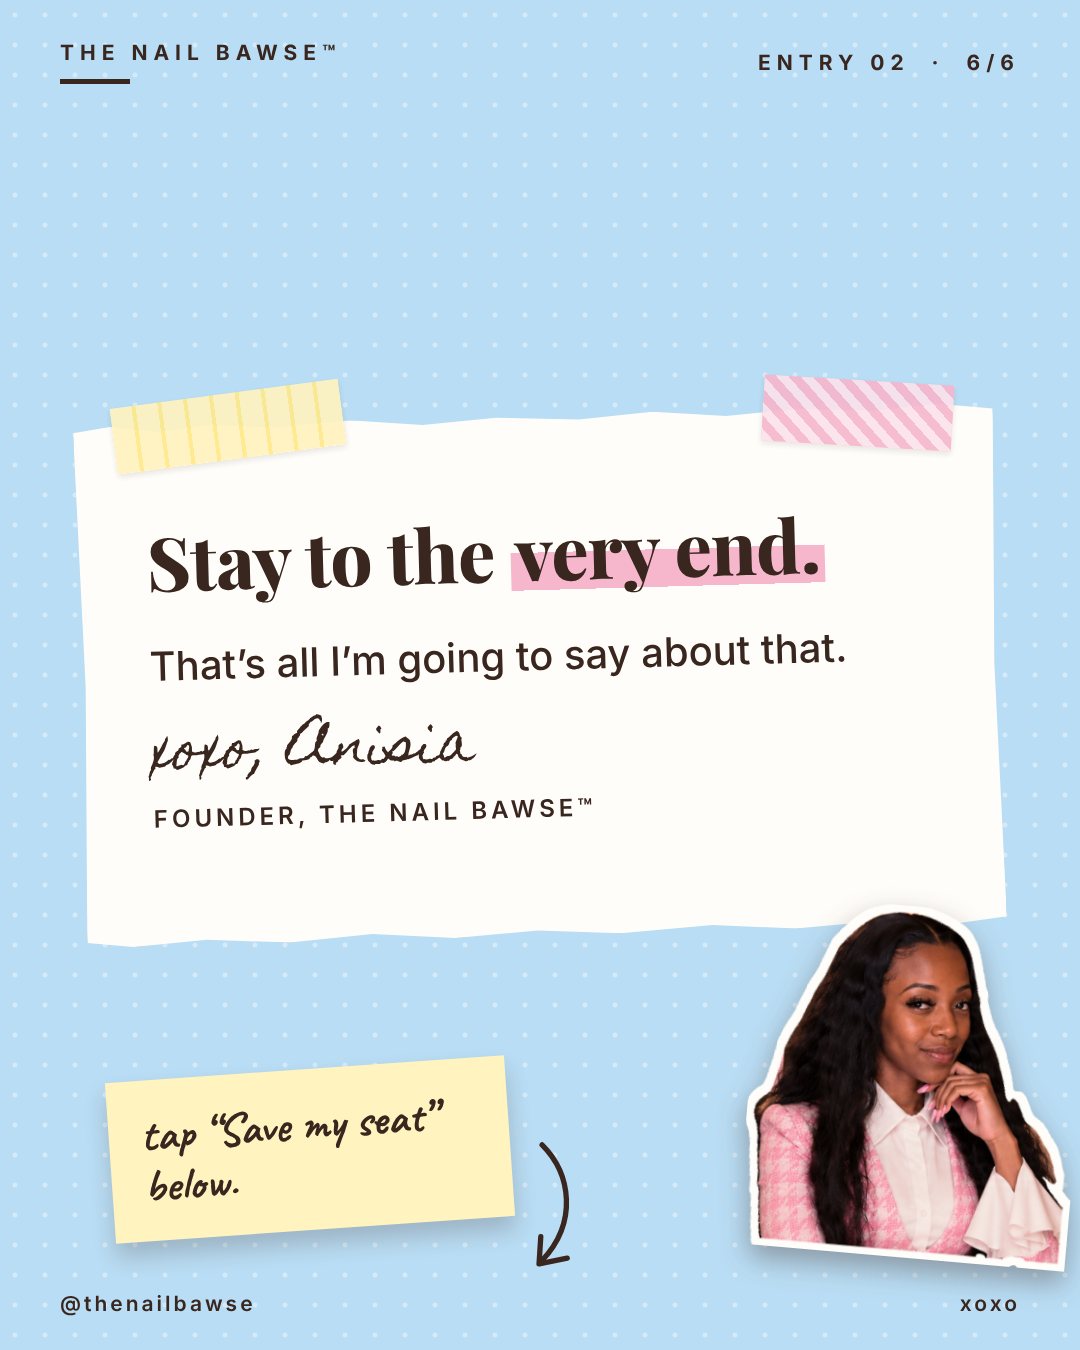 THE NAIL BAWSE™
ENTRY 02 · 6/6
Stay to the very end.
That’s all I’m going to say about that.
xoxo, Anisia
FOUNDER, THE NAIL BAWSE™
tap “Save my seat”
below.
@thenailbawse
xoxo